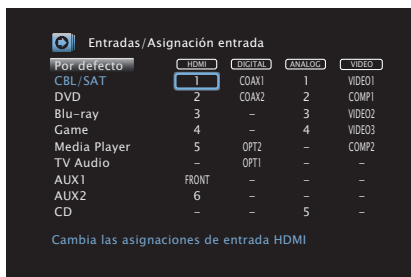 Entradas/Asignación entrada
Por defecto HDMI DIGITAL ANALOG VIDEO
CBL/SAT 1 COAX1 1 VIDEO1
DVD 2 COAX2 2 COMP1
Blu-ray 3 – 3 VIDEO2
Game 4 – 4 VIDEO3
Media Player 5 OPT2 – COMP2
TV Audio – OPT1 – –
AUX1 FRONT – – –
AUX2 6 – – –
CD – – 5 –
Cambia las asignaciones de entrada HDMI